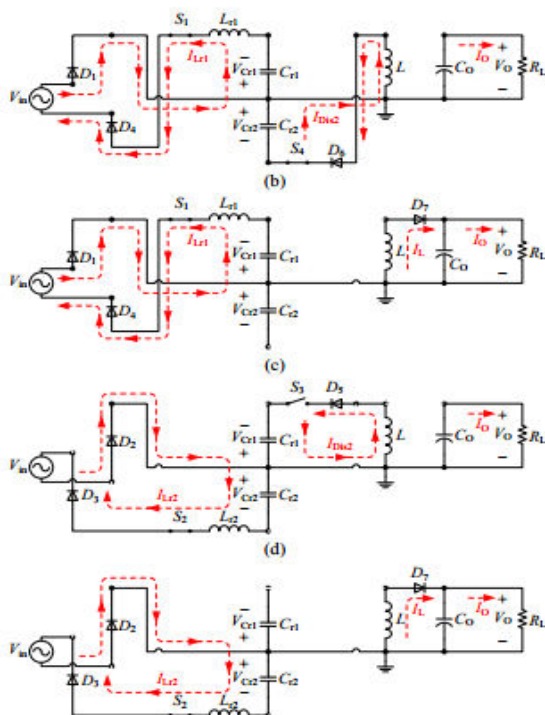 S1 Lr1
D1 ILr1 VCr1 − + Cr1 L CO IO + VO − RL
Vin
D4 VCr2 + − Cr2 S4 IDis2 D6
(b)
S1 Lr1 D7
D1 ILr1 VCr1 − + Cr1 L IL CO IO + VO − RL
Vin
D4 VCr2 + − Cr2
(c)
S3 D5
D2 VCr1 − + Cr1 IDis2 L CO IO + VO − RL
Vin
D3 ILr2 VCr2 + − Cr2
S2 Lr2
(d)
D7
D2 VCr1 − + Cr1 L IL CO IO + VO − RL
Vin
D3 ILr2 VCr2 + − Cr2
S2 Lr2